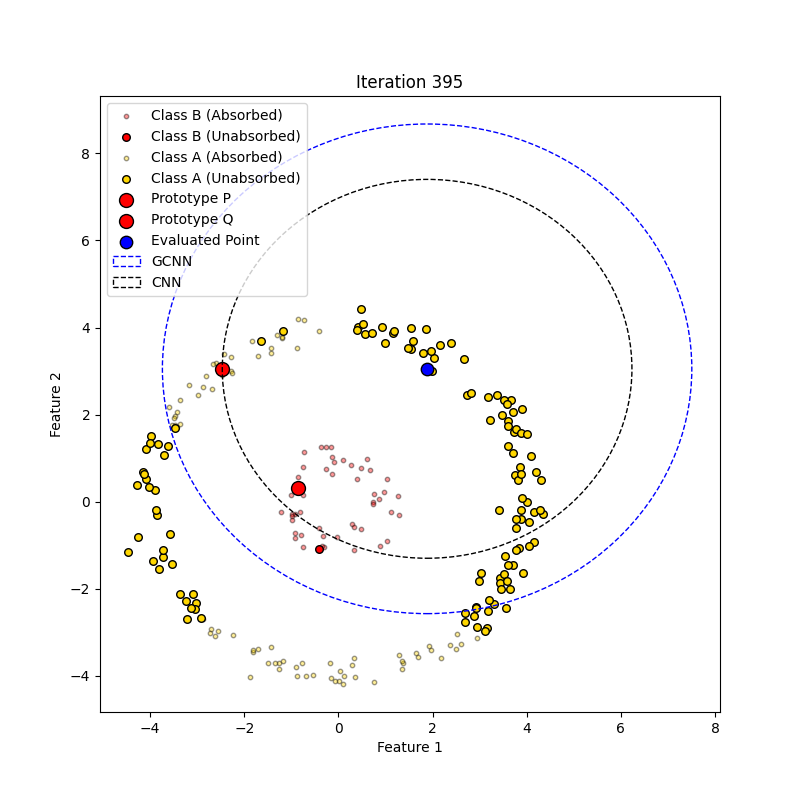 Iteration 395
Class B (Absorbed)
Class B (Unabsorbed)
Class A (Absorbed)
Class A (Unabsorbed)
Prototype P
Prototype Q
Evaluated Point
GCNN
CNN
8
6
4
2
0
−2
−4
Feature 2
−4 −2 0 2 4 6 8
Feature 1